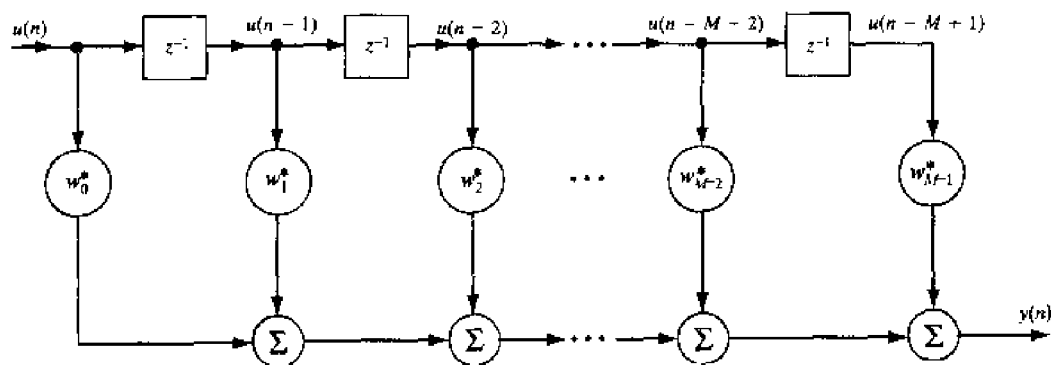 u(n)
z⁻¹
u(n − 1)
z⁻¹
u(n − 2)
• • •
u(n − M − 2)
z⁻¹
u(n − M + 1)
w₀*
w₁*
w₂*
• • •
w*M−2
w*M−1
Σ
Σ
• • •
Σ
Σ
y(n)